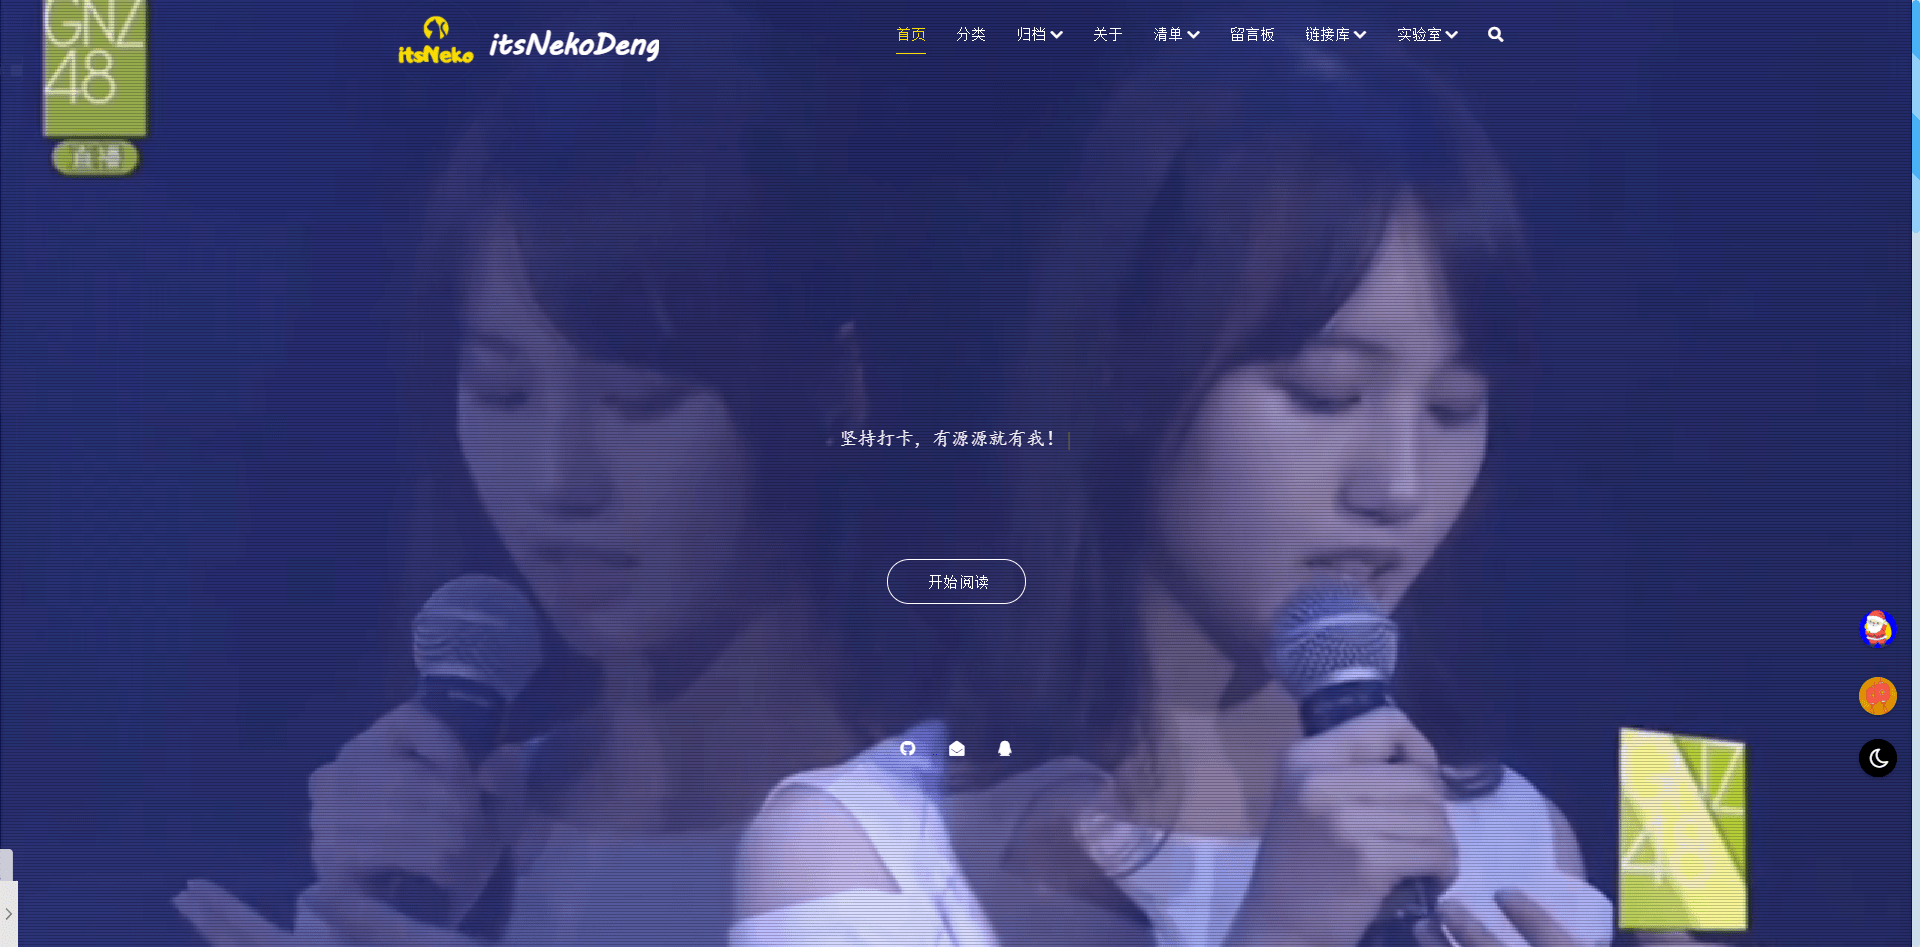 GNZ
48
直播
itsNeko
itsNekoDeng
首页 分类 归档 关于 清单 留言板 链接库 实验室
坚持打卡，有源源就有我！
开始阅读